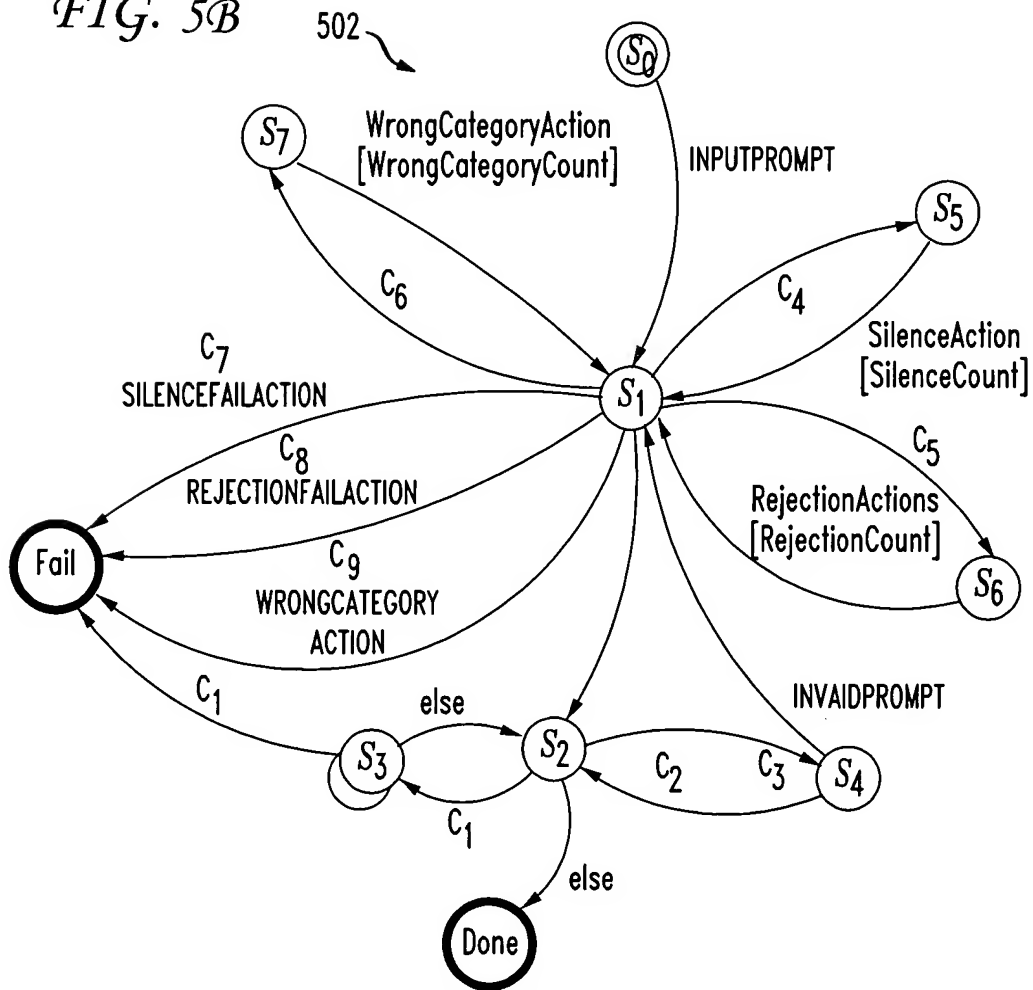 FIG. 5B
502
S0
S7
WrongCategoryAction
[WrongCategoryCount]
INPUTPROMPT
S5
C6
C4
C7
SILENCEFAILACTION
SilenceAction
[SilenceCount]
S1
C8
REJECTIONFAILACTION
C5
RejectionActions
[RejectionCount]
Fail
C9
WRONGCATEGORY
ACTION
S6
C1
else
INVAIDPROMPT
S3
S2
C2
C3
S4
C1
else
Done